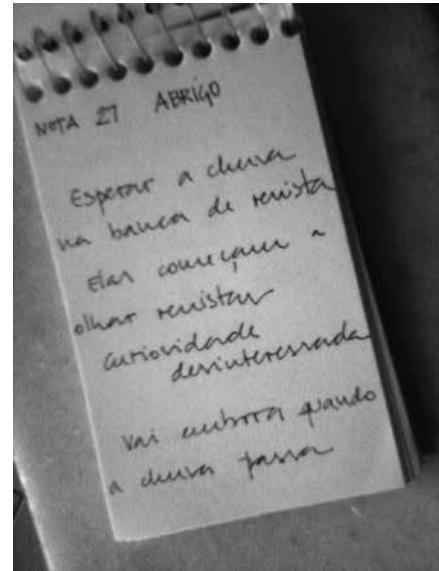 NOTA 27 ABRIGO
Esperar a chuva
na banca de revista
Elas começam a
olhar revistas
curiosidade
desinteressada
Vai embora quando
a chuva passa